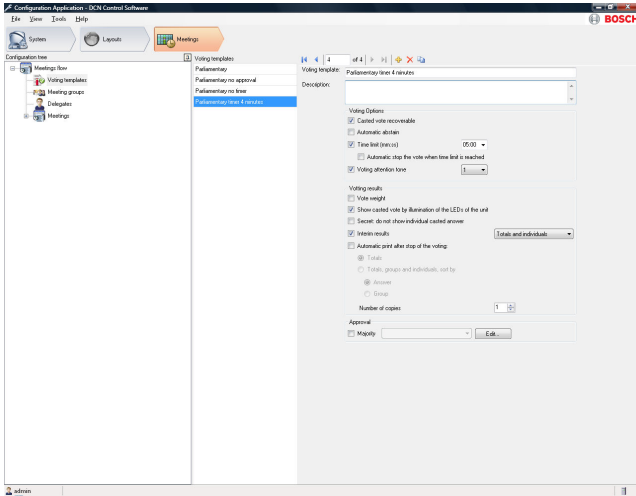 Configuration Application - DCN Control Software
File View Tools Help
BOSCH
System Layouts Meetings
Configuration tree
Meetings flow
Voting templates
Meeting groups
Delegates
Meetings
Voting templates
Parliamentary
Parliamentary no approval
Parliamentary no timer
Parliamentary timer 4 minutes
4 of 4
Voting template: Parliamentary timer 4 minutes
Description:
Voting Options
Casted vote recoverable
Automatic abstain
Time limit (mm:ss) 05:00
Automatic stop the vote when time limit is reached
Voting attention tone 1
Votting results
Vote weight
Show casted vote by illumination of the LEDs of the unit
Secret: do not show individual casted answer
Interim results Totals and individuals
Automatic print after stop of the voting:
Totals
Totals, groups and individuals, sort by
Answer
Group
Number of copies 1
Approval
Majority Edit...
admin